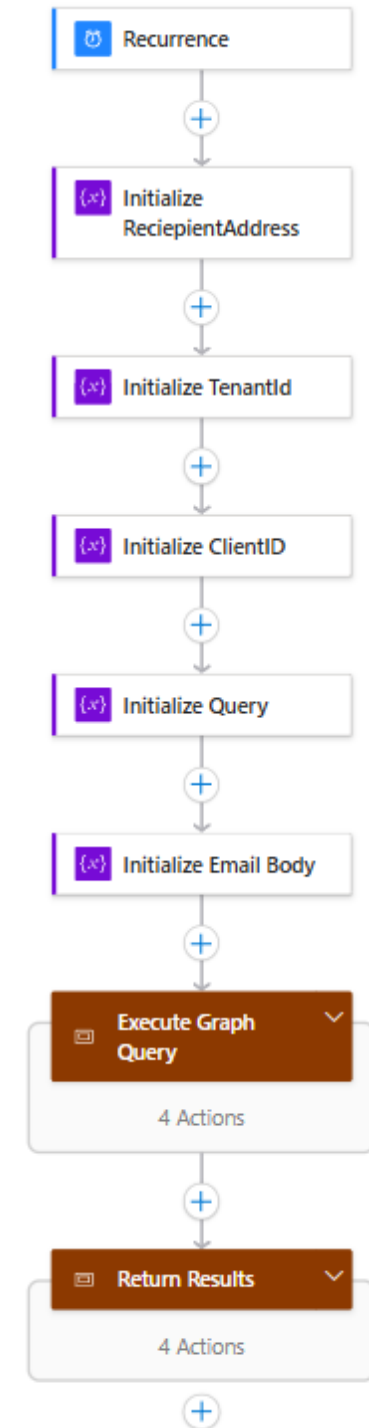 Recurrence
{x} Initialize
ReciepientAddress
{x} Initialize TenantId
{x} Initialize ClientID
{x} Initialize Query
{x} Initialize Email Body
Execute Graph
Query
4 Actions
Return Results
4 Actions